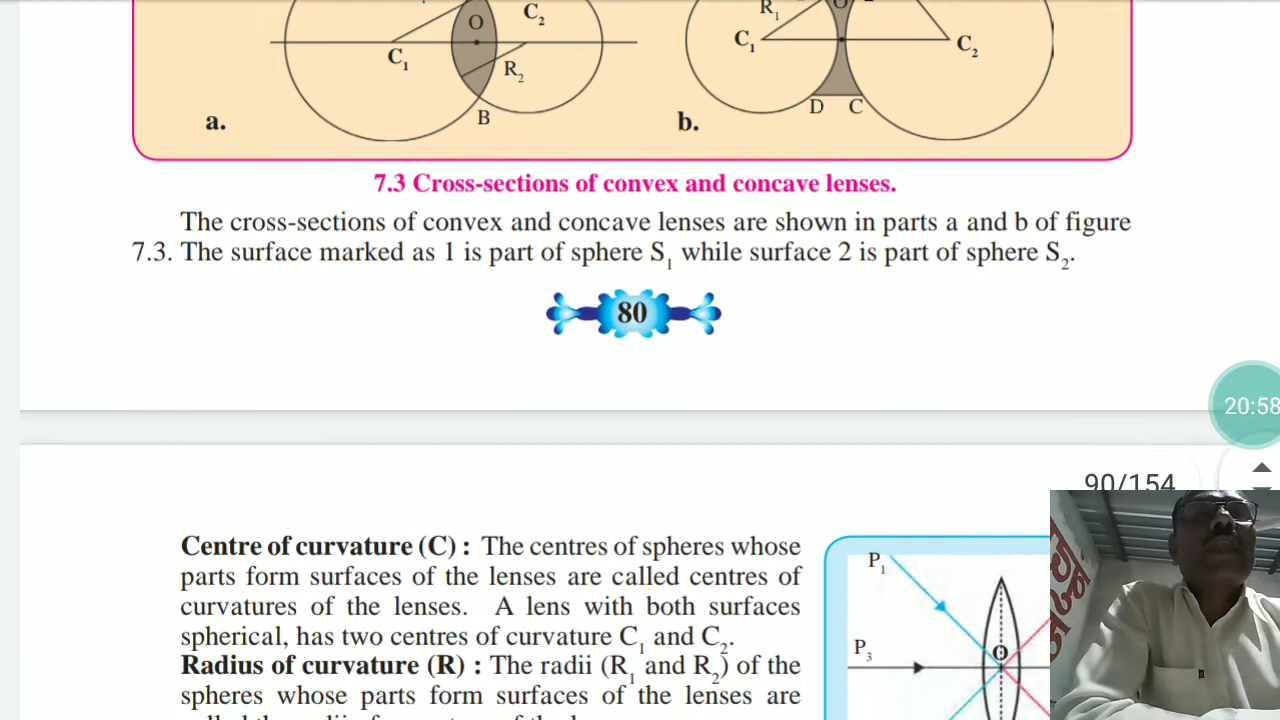 O
C₂
C₁
R₂
B
a.
R₁
C₁
C₂
D C
b.
7.3 Cross-sections of convex and concave lenses.
The cross-sections of convex and concave lenses are shown in parts a and b of figure
7.3. The surface marked as 1 is part of sphere S₁ while surface 2 is part of sphere S₂.
80
20:58
90/154
Centre of curvature (C) : The centres of spheres whose
parts form surfaces of the lenses are called centres of
curvatures of the lenses. A lens with both surfaces
spherical, has two centres of curvature C₁ and C₂.
Radius of curvature (R) : The radii (R₁ and R₂) of the
spheres whose parts form surfaces of the lenses are
P₁
P₃
O